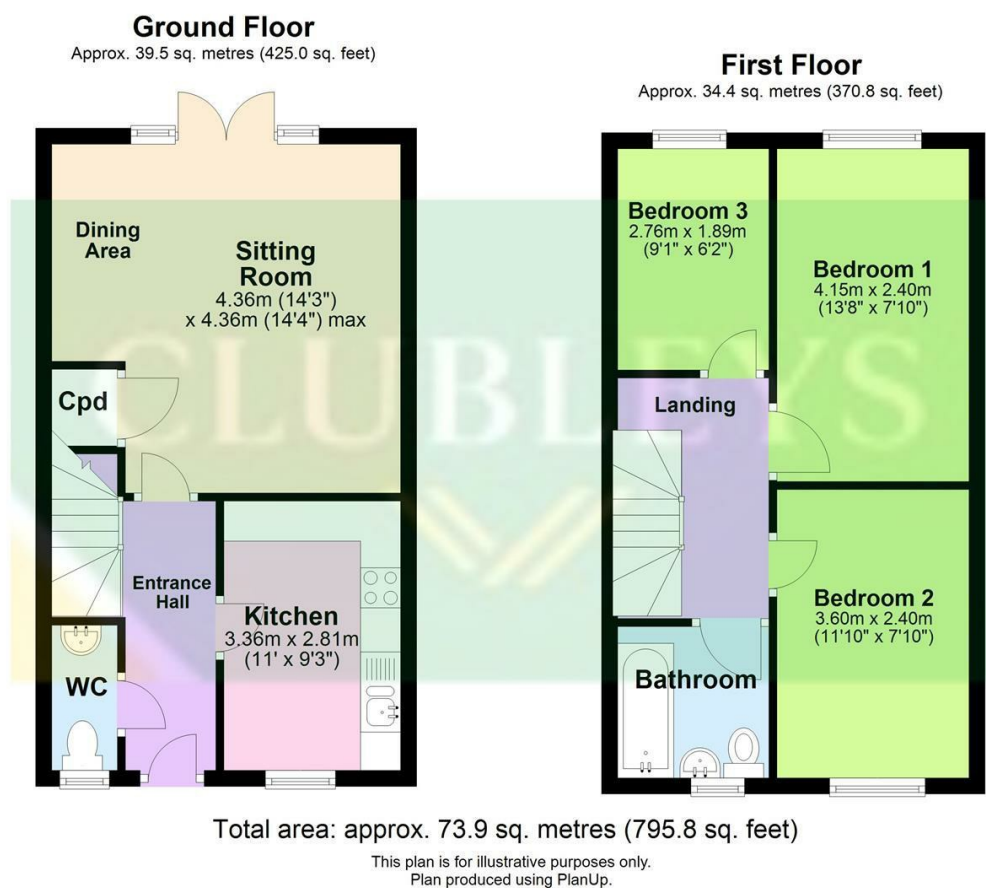 Ground Floor
Approx. 39.5 sq. metres (425.0 sq. feet)
Dining
Area
Sitting
Room
4.36m (14'3")
x 4.36m (14'4") max
Cpd
Entrance
Hall
Kitchen
3.36m x 2.81m
(11' x 9'3")
WC
First Floor
Approx. 34.4 sq. metres (370.8 sq. feet)
Bedroom 3
2.76m x 1.89m
(9'1" x 6'2")
Bedroom 1
4.15m x 2.40m
(13'8" x 7'10")
Landing
Bedroom 2
3.60m x 2.40m
(11'10" x 7'10")
Bathroom
CLUBLEYS
Total area: approx. 73.9 sq. metres (795.8 sq. feet)
This plan is for illustrative purposes only.
Plan produced using PlanUp.